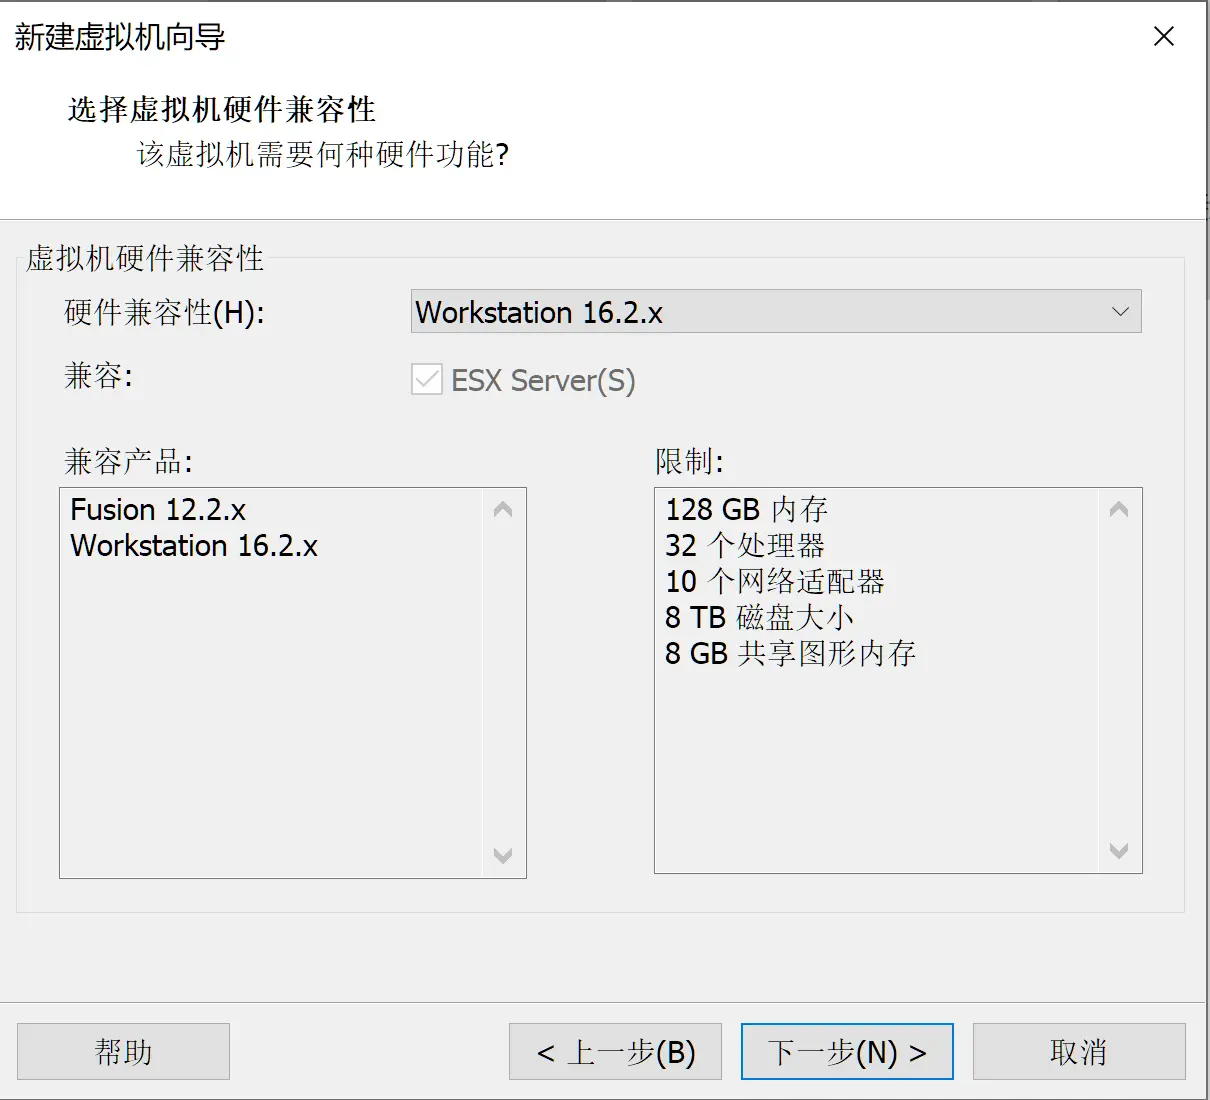 新建虚拟机向导
选择虚拟机硬件兼容性
该虚拟机需要何种硬件功能?
虚拟机硬件兼容性
硬件兼容性(H):
Workstation 16.2.x
兼容:
ESX Server(S)
兼容产品:
Fusion 12.2.x
Workstation 16.2.x
限制:
128 GB 内存
32 个处理器
10 个网络适配器
8 TB 磁盘大小
8 GB 共享图形内存
帮助
< 上一步(B)
下一步(N) >
取消